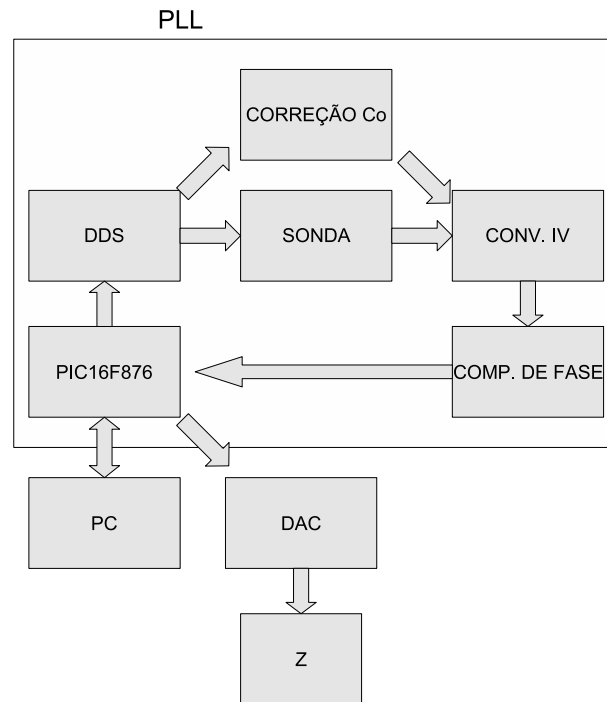 PLL
CORREÇÃO Co
DDS
SONDA
CONV. IV
PIC16F876
COMP. DE FASE
PC
DAC
Z